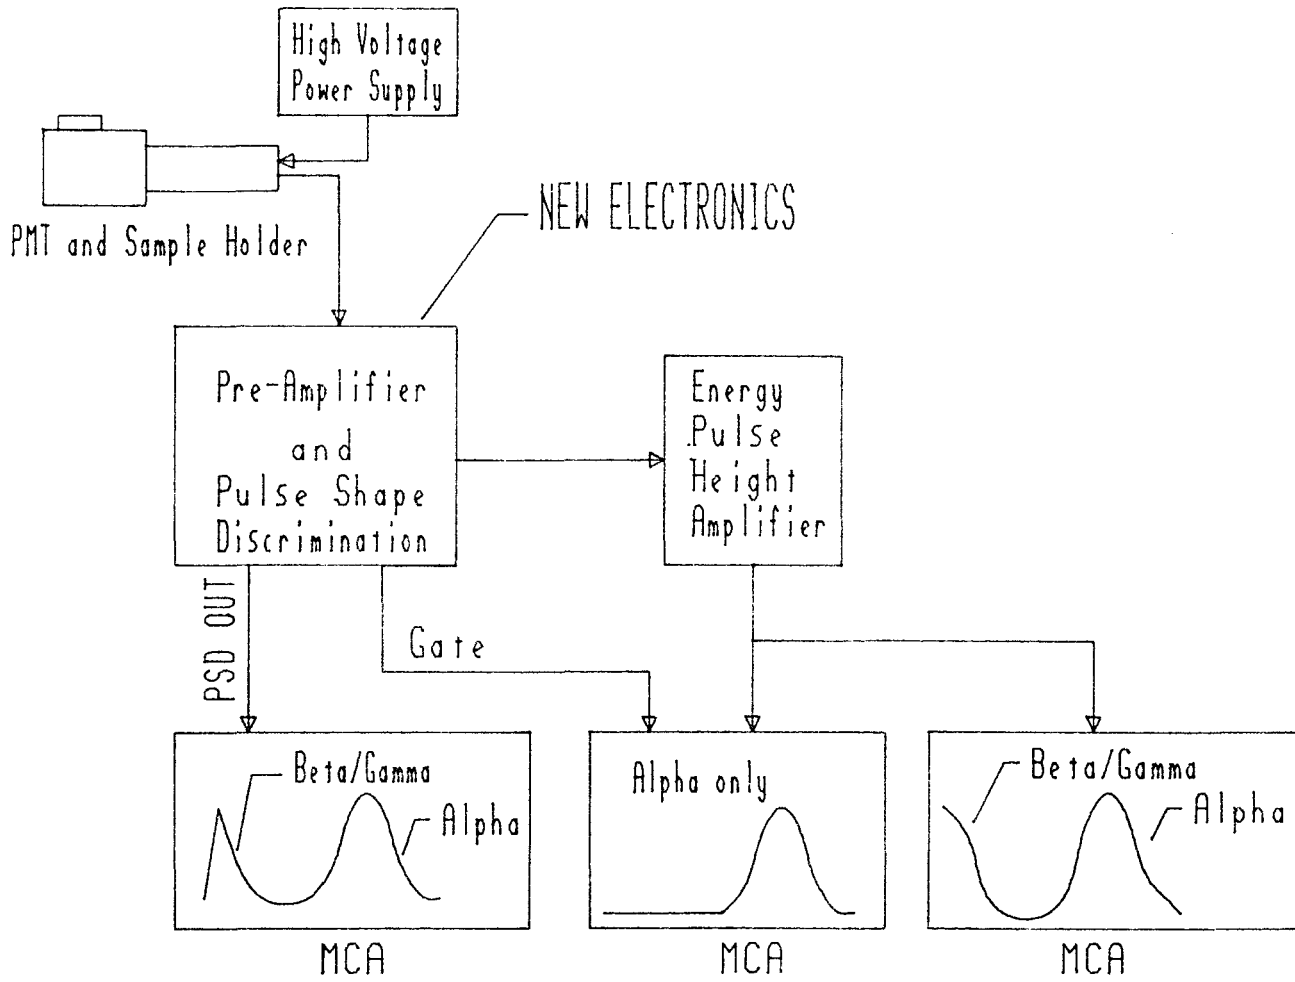 High Voltage
Power Supply
PMT and Sample Holder
NEW ELECTRONICS
Pre-Amplifier
and
Pulse Shape
Discrimination
Energy
Pulse
Height
Amplifier
PSD OUT
Gate
Beta/Gamma
Alpha
MCA
Alpha only
MCA
Beta/Gamma
Alpha
MCA